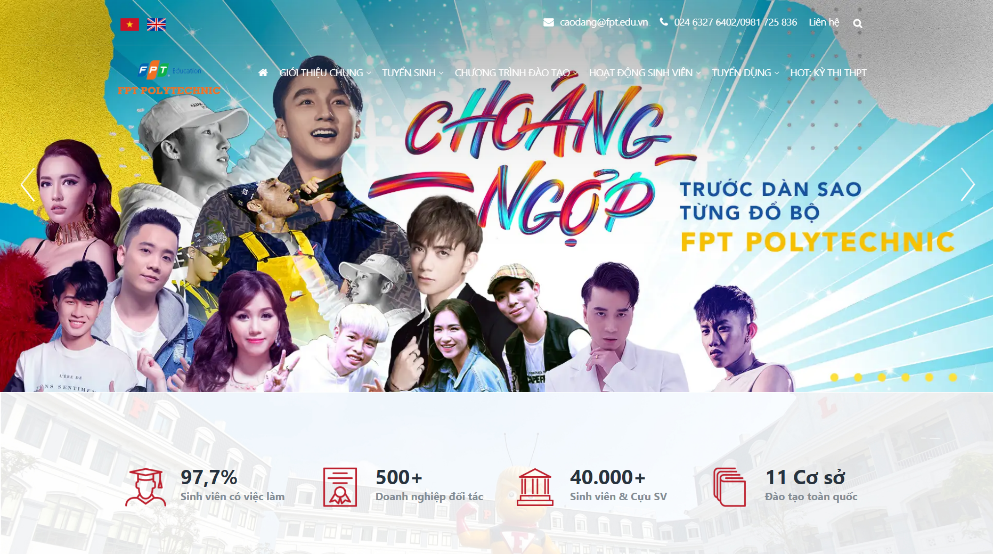 caodang@fpt.edu.vn
024 6327 6402/0981 725 836
Liên hệ
FPT Education
FPT POLYTECHNIC
GIỚI THIỆU CHUNG
TUYỂN SINH
CHƯƠNG TRÌNH ĐÀO TẠO
HOẠT ĐỘNG SINH VIÊN
TUYỂN DỤNG
HOT: KỲ THI THPT
CHOÁNG
NGỢP
TRƯỚC DÀN SAO
TỪNG ĐỔ BỘ
FPT POLYTECHNIC
97,7%
Sinh viên có việc làm
500+
Doanh nghiệp đối tác
40.000+
Sinh viên & Cựu SV
11 Cơ sở
Đào tạo toàn quốc